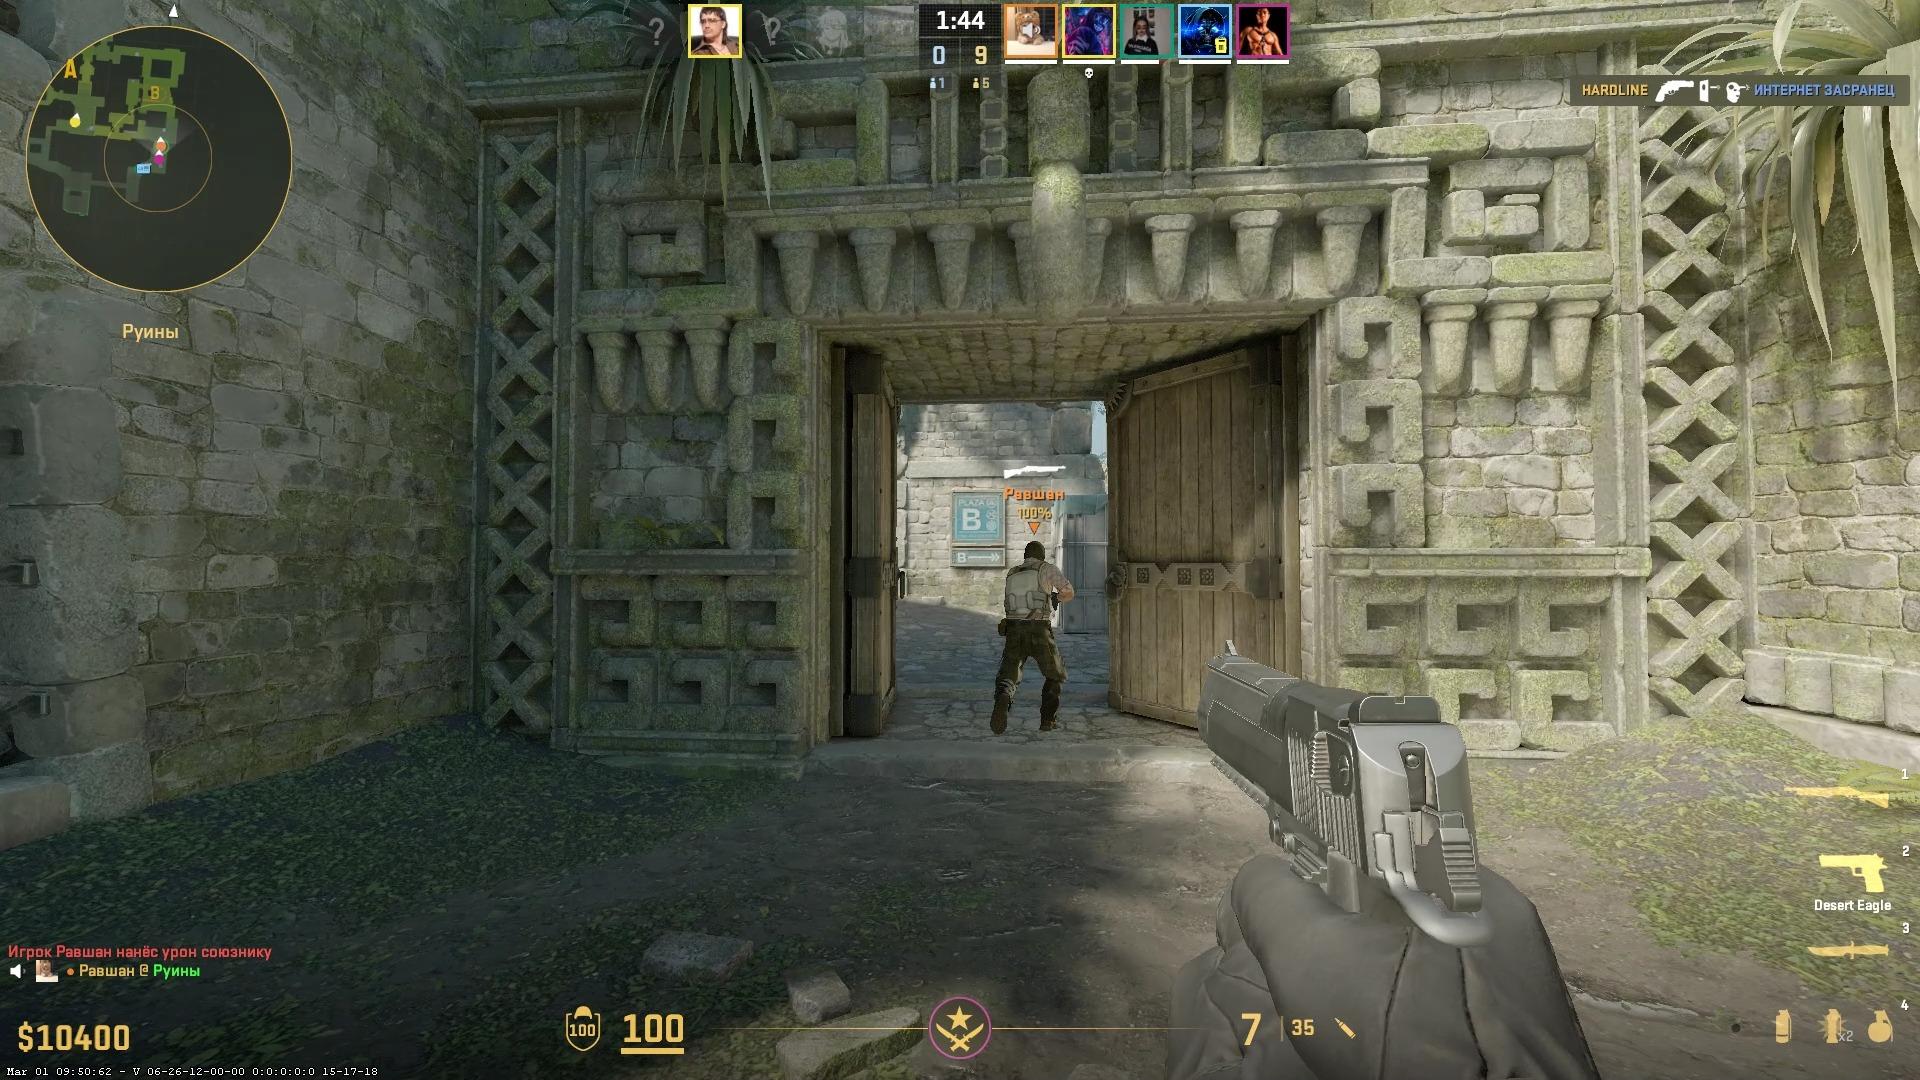 1:44
0 9
1 5
A
B
HARDLINE ИНТЕРНЕТ ЗАСРАНЕЦ
Руины
Равшан
100%
PLAZA
B
B
1
2
Desert Eagle
3
4
x2
Игрок Равшан нанёс урон союзнику
Равшан @ Руины
$10400
100 100
7 35
Mar 01 09:50:62 - V 06-26-12-00-00 0:0:0:0:0 15-17-18